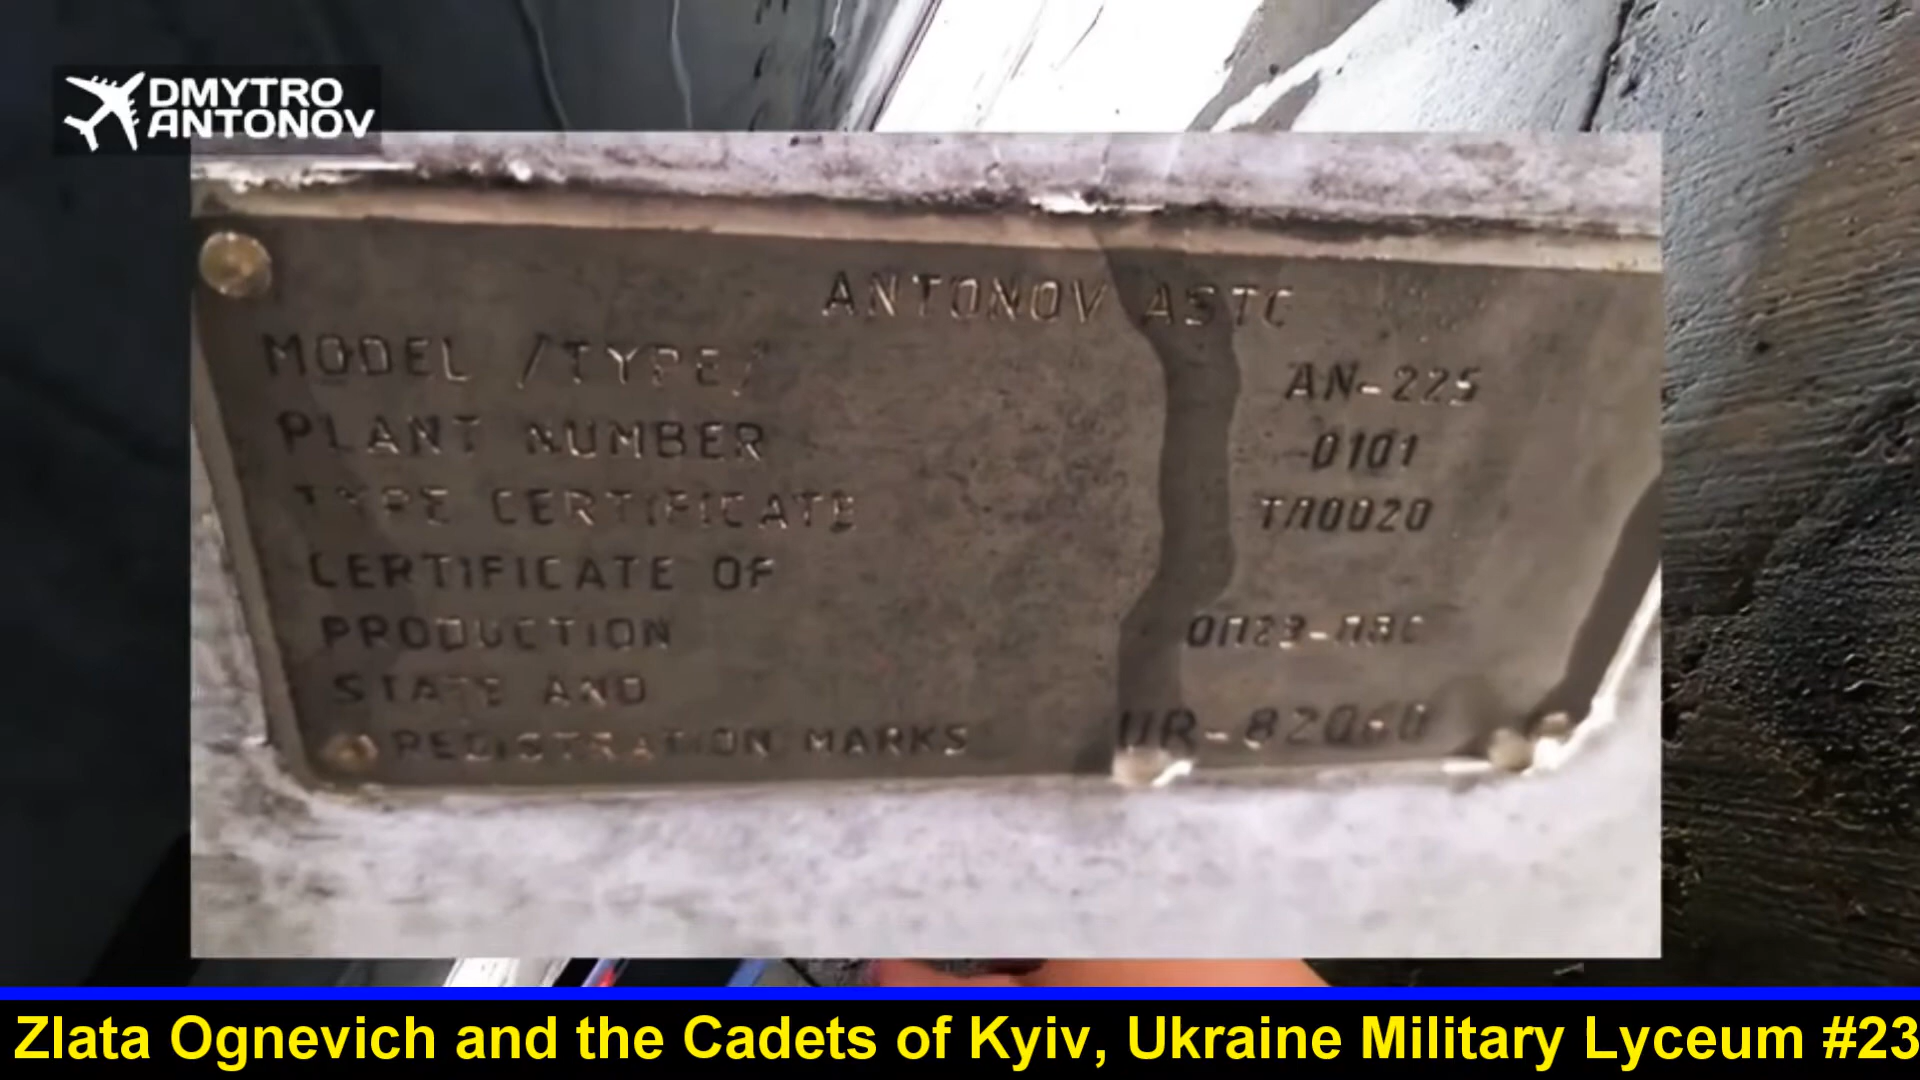 DMYTRO
ANTONOV
ANTONOV ASTC
MODEL /TYPE/ AN-225
PLANT NUMBER 0101
TYPE CERTIFICATE ТЛ0020
CERTIFICATE OF
PRODUCTION
STATE AND
REGISTRATION MARKS UR-82060
Zlata Ognevich and the Cadets of Kyiv, Ukraine Military Lyceum #23